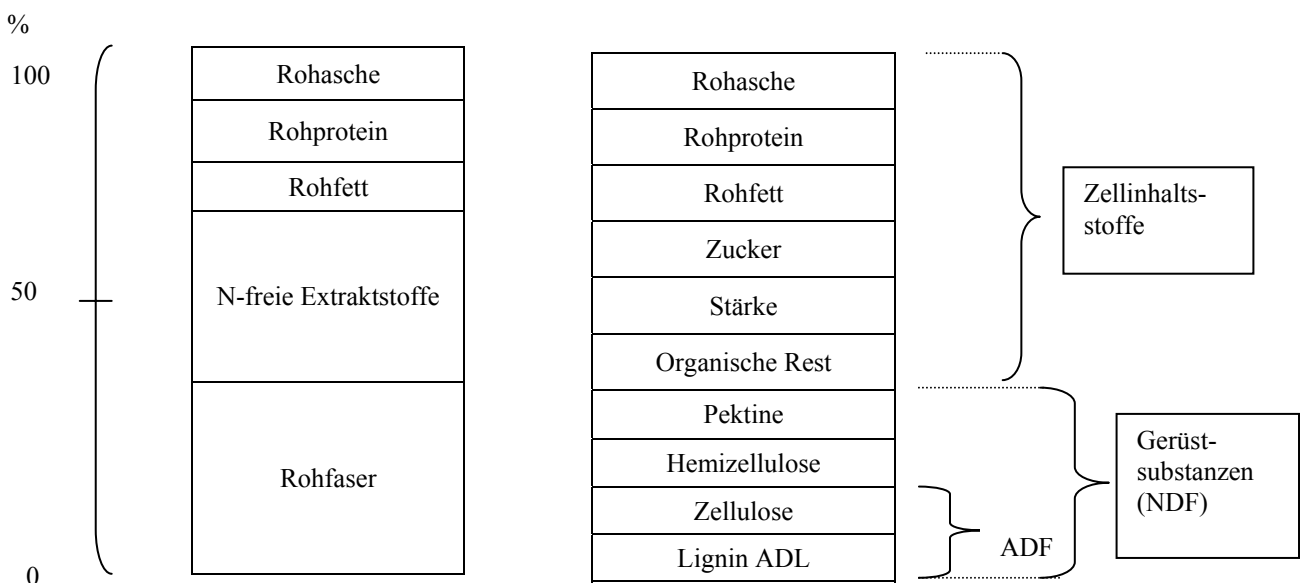 %
100
50
0
Rohasche
Rohprotein
Rohfett
N-freie Extraktstoffe
Rohfaser
Rohasche
Rohprotein
Rohfett
Zucker
Stärke
Organische Rest
Pektine
Hemizellulose
Zellulose
Lignin ADL
ADF
Zellinhalts-
stoffe
Gerüst-
substanzen
(NDF)